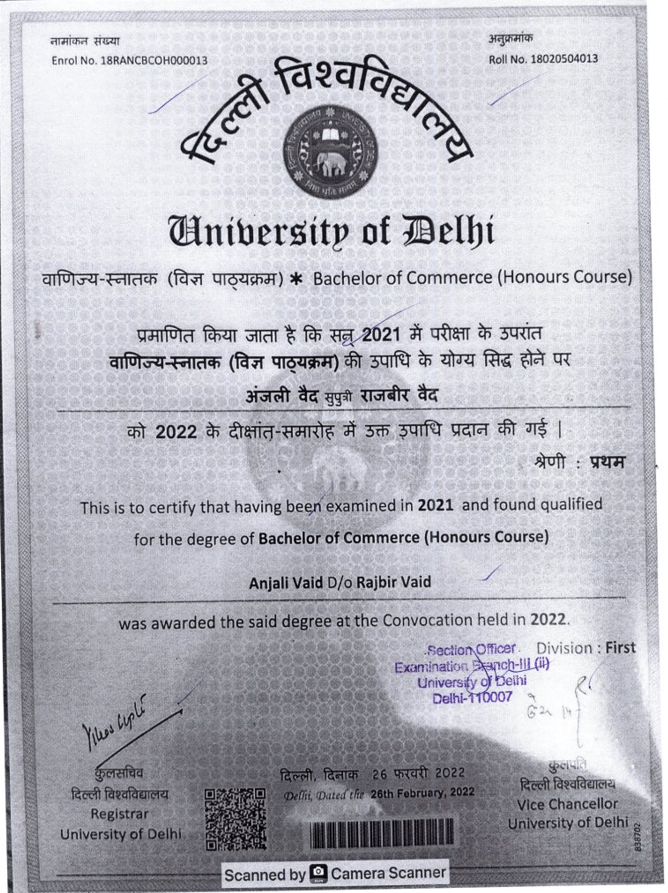 नामांकन संख्या
Enrol No. 18RANCBCOH000013
अनुक्रमांक
Roll No. 18020504013
दिल्ली विश्वविद्यालय
University of Delhi
वाणिज्य-स्नातक (विज्ञ पाठ्यक्रम) * Bachelor of Commerce (Honours Course)
प्रमाणित किया जाता है कि सन् 2021 में परीक्षा के उपरांत
वाणिज्य-स्नातक (विज्ञ पाठ्यक्रम) की उपाधि के योग्य सिद्ध होने पर
अंजली वैद सुपुत्री राजबीर वैद
को 2022 के दीक्षांत-समारोह में उक्त उपाधि प्रदान की गई |
श्रेणी : प्रथम
This is to certify that having been examined in 2021 and found qualified
for the degree of Bachelor of Commerce (Honours Course)
Anjali Vaid D/o Rajbir Vaid
was awarded the said degree at the Convocation held in 2022.
Division : First
Section Officer
Examination Branch-III (ii)
University of Delhi
Delhi-110007
कुलसचिव
दिल्ली विश्वविद्यालय
Registrar
University of Delhi
दिल्ली, दिनांक 26 फरवरी 2022
Delhi, Dated the 26th February, 2022
कुलपति
दिल्ली विश्वविद्यालय
Vice Chancellor
University of Delhi
838702
Scanned by Camera Scanner